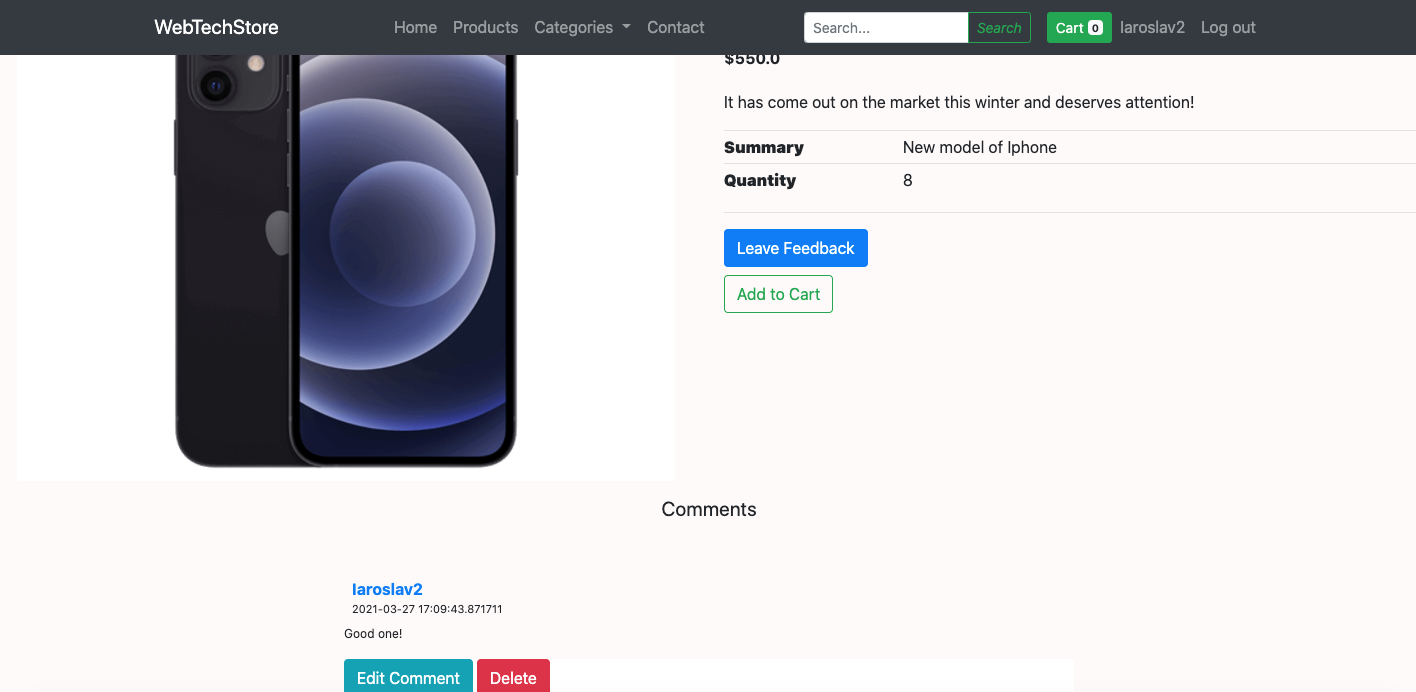 WebTechStore Home Products Categories Contact Search... Search Cart 0 Iaroslav2 Log out
$550.0
It has come out on the market this winter and deserves attention!
Summary New model of Iphone
Quantity 8
Leave Feedback
Add to Cart
Comments
Iaroslav2
2021-03-27 17:09:43.871711
Good one!
Edit Comment Delete